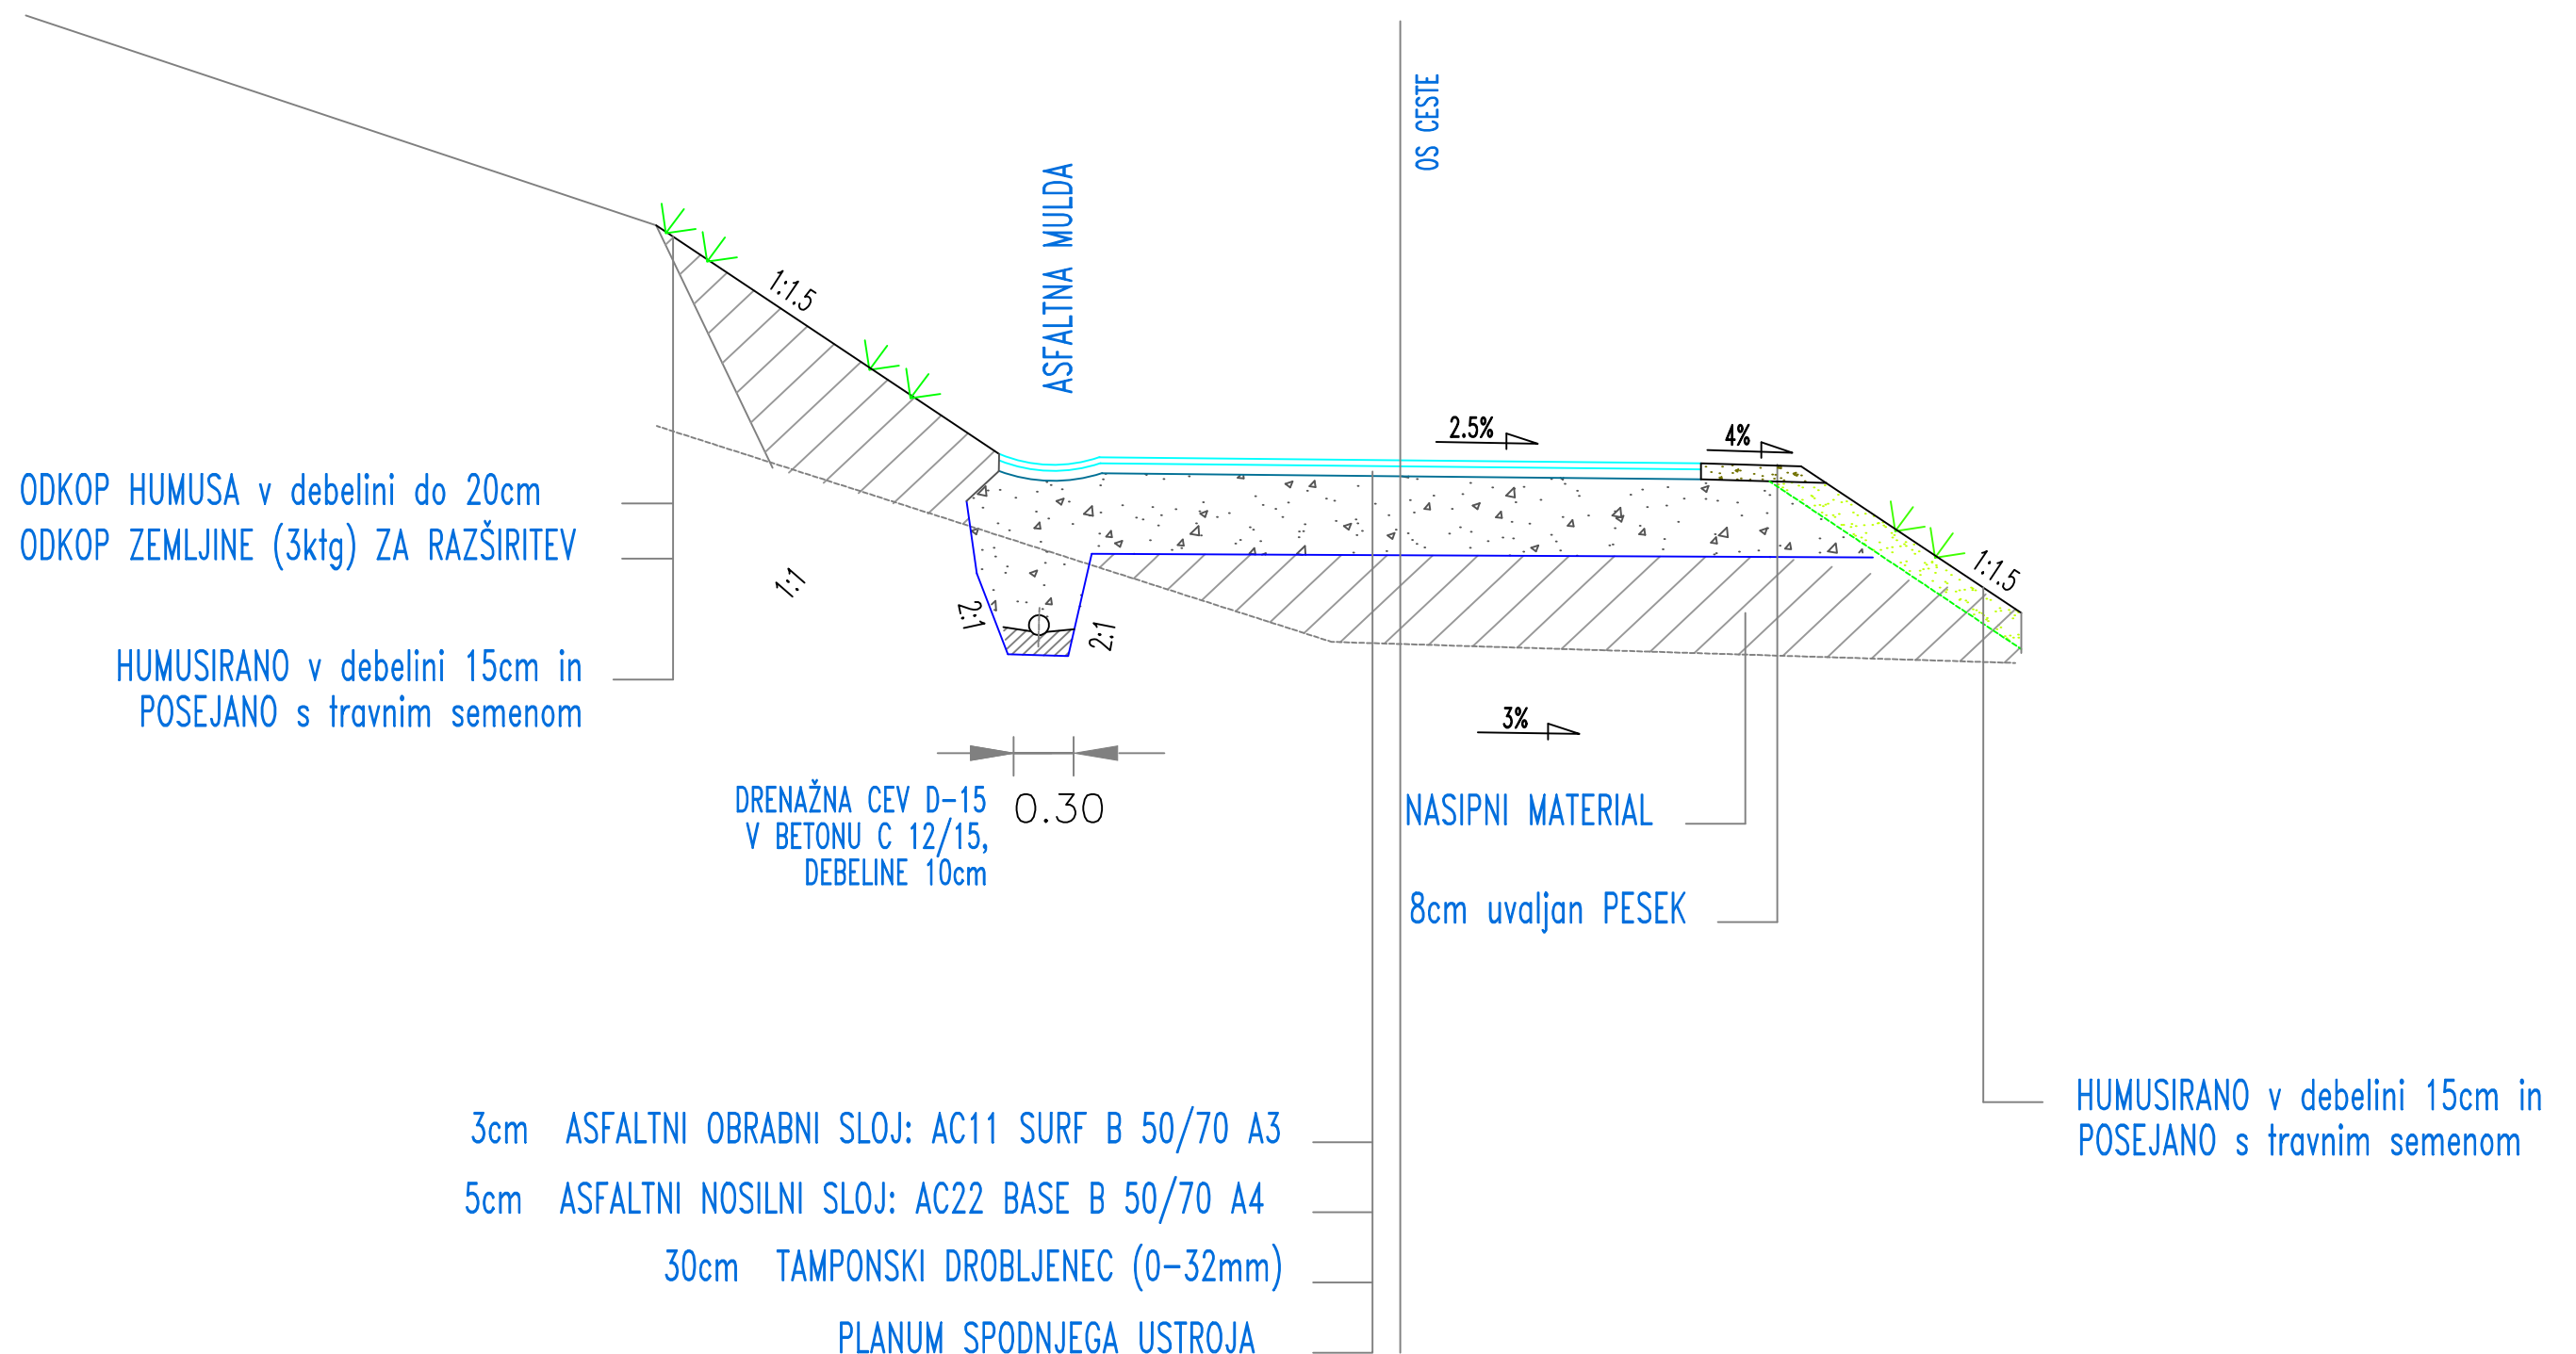 OS CESTE
ASFALTNA MULDA
1:1.5
2.5%
4%
ODKOP HUMUSA v debelini do 20cm
ODKOP ZEMLJINE (3ktg) ZA RAZŠIRITEV
1:1
2:1
2:1
1:1.5
HUMUSIRANO v debelini 15cm in
POSEJANO s travnim semenom
3%
DRENAŽNA CEV D-15
V BETONU C 12/15,
DEBELINE 10cm
0.30
NASIPNI MATERIAL
8cm uvaljan PESEK
3cm ASFALTNI OBRABNI SLOJ: AC11 SURF B 50/70 A3
5cm ASFALTNI NOSILNI SLOJ: AC22 BASE B 50/70 A4
30cm TAMPONSKI DROBLJENEC (0-32mm)
PLANUM SPODNJEGA USTROJA
HUMUSIRANO v debelini 15cm in
POSEJANO s travnim semenom